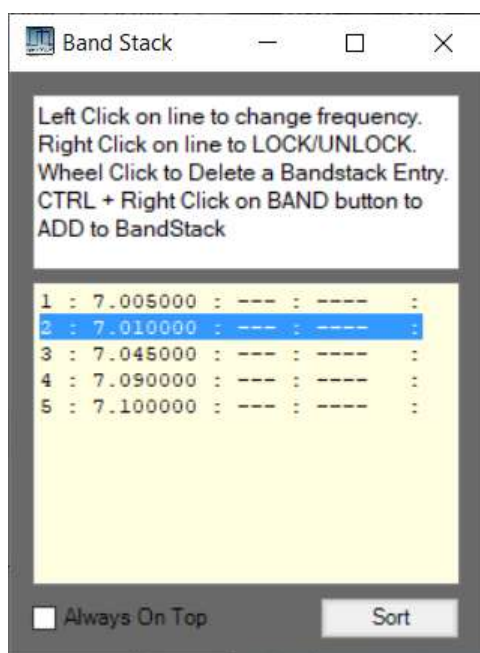 Band Stack
Left Click on line to change frequency.
Right Click on line to LOCK/UNLOCK.
Wheel Click to Delete a Bandstack Entry.
CTRL + Right Click on BAND button to
ADD to BandStack
1 : 7.005000 : --- : ---- :
2 : 7.010000 : --- : ---- :
3 : 7.045000 : --- : ---- :
4 : 7.090000 : --- : ---- :
5 : 7.100000 : --- : ---- :
Always On Top
Sort